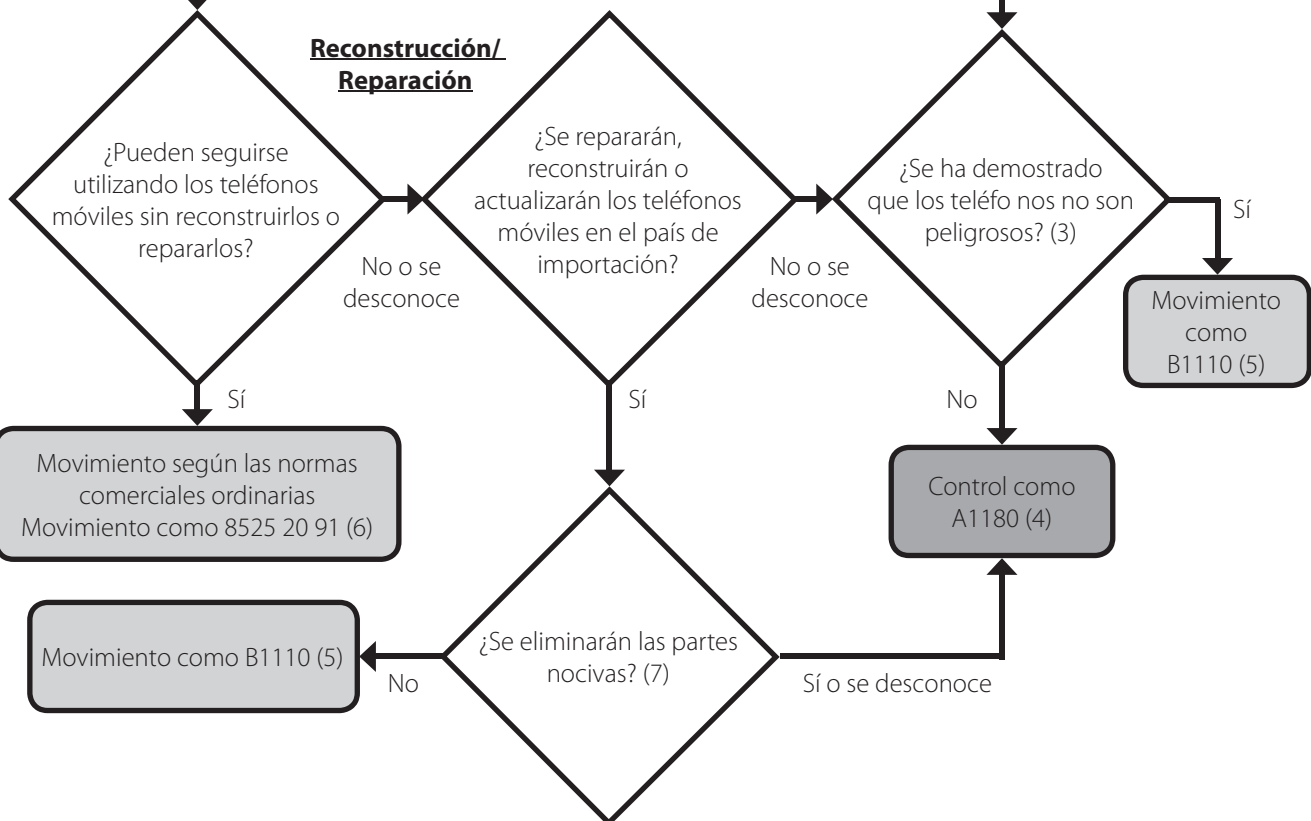 Reconstrucción/
Reparación
¿Pueden seguirse
utilizando los teléfonos
móviles sin reconstruirlos o
repararlos?
No o se
desconoce
Sí
Movimiento según las normas
comerciales ordinarias
Movimiento como 8525 20 91 (6)
¿Se repararán,
reconstruirán o
actualizarán los teléfonos
móviles en el país de
importación?
No o se
desconoce
Sí
¿Se ha demostrado
que los teléfo nos no son
peligrosos? (3)
Sí
Movimiento
como
B1110 (5)
No
Control como
A1180 (4)
¿Se eliminarán las partes
nocivas? (7)
No
Movimiento como B1110 (5)
Sí o se desconoce